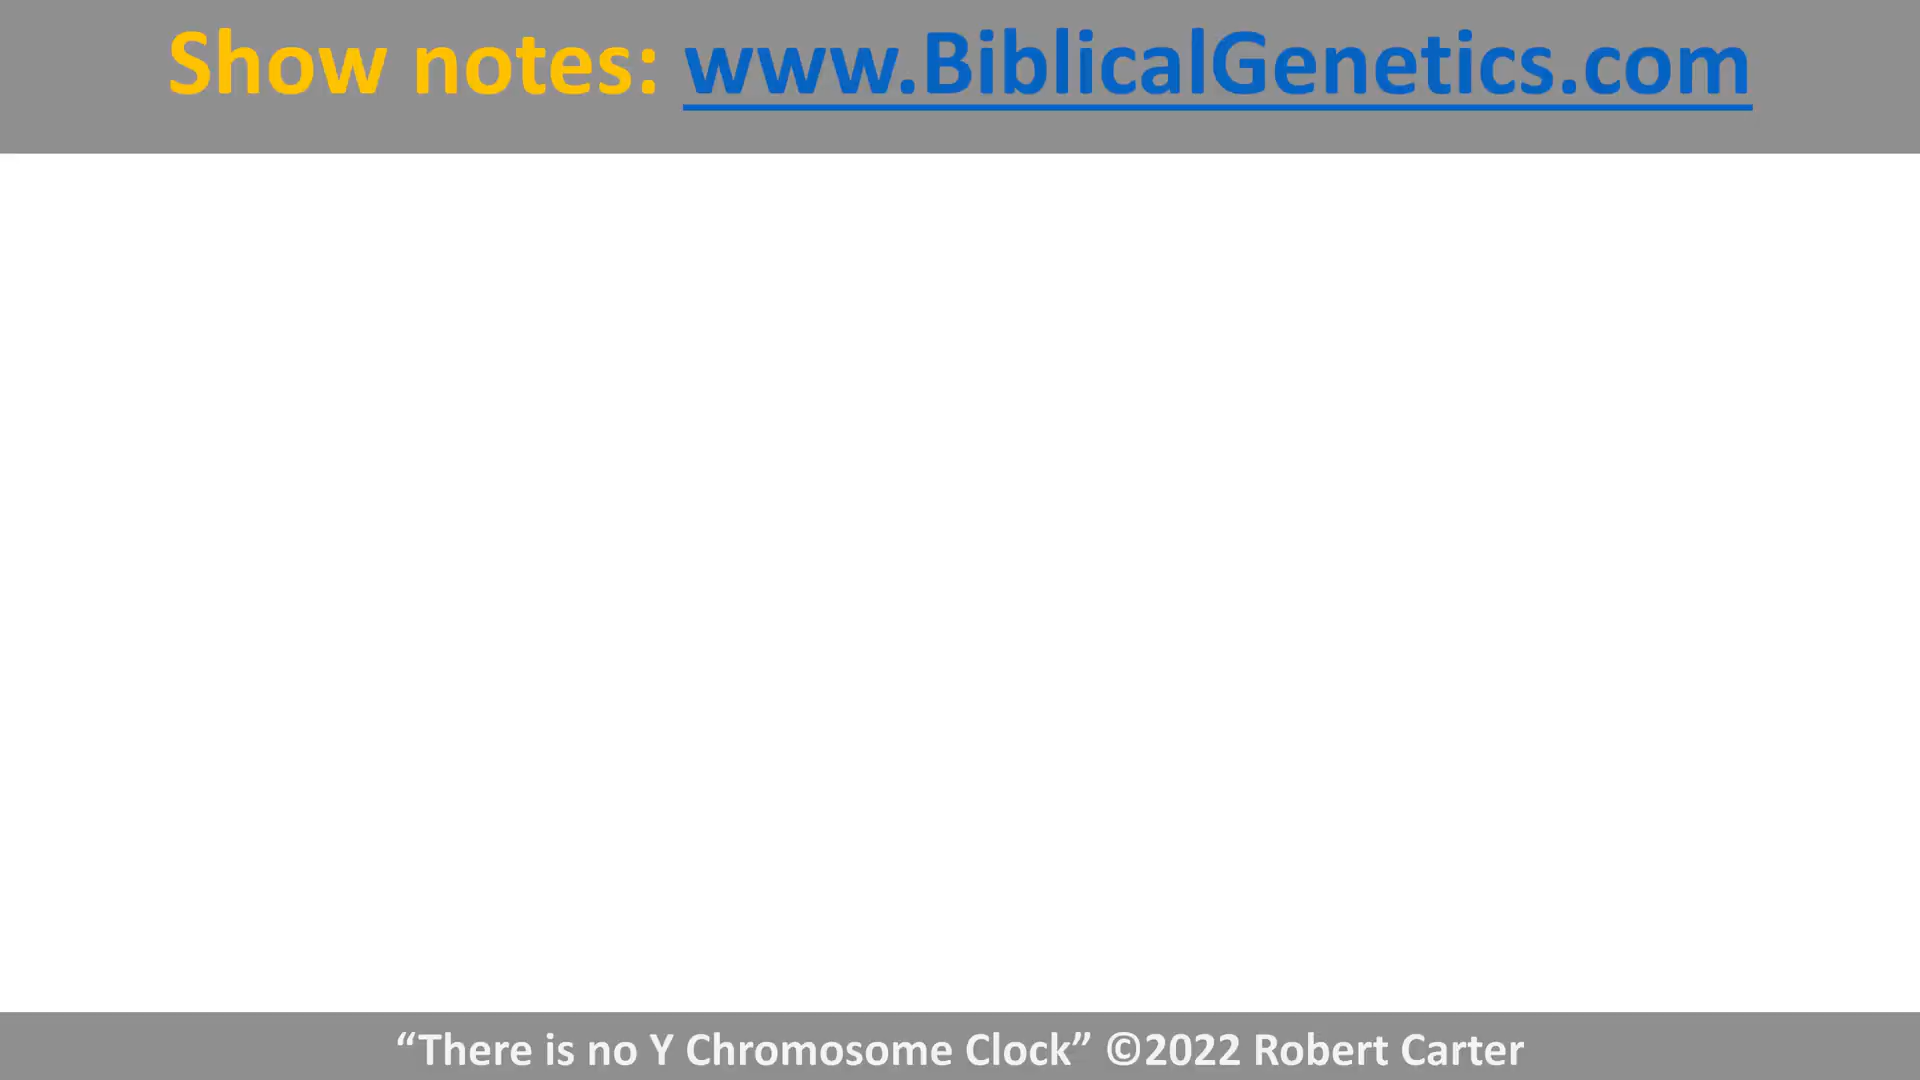 Show notes: www.BiblicalGenetics.com
“There is no Y Chromosome Clock” ©2022 Robert Carter